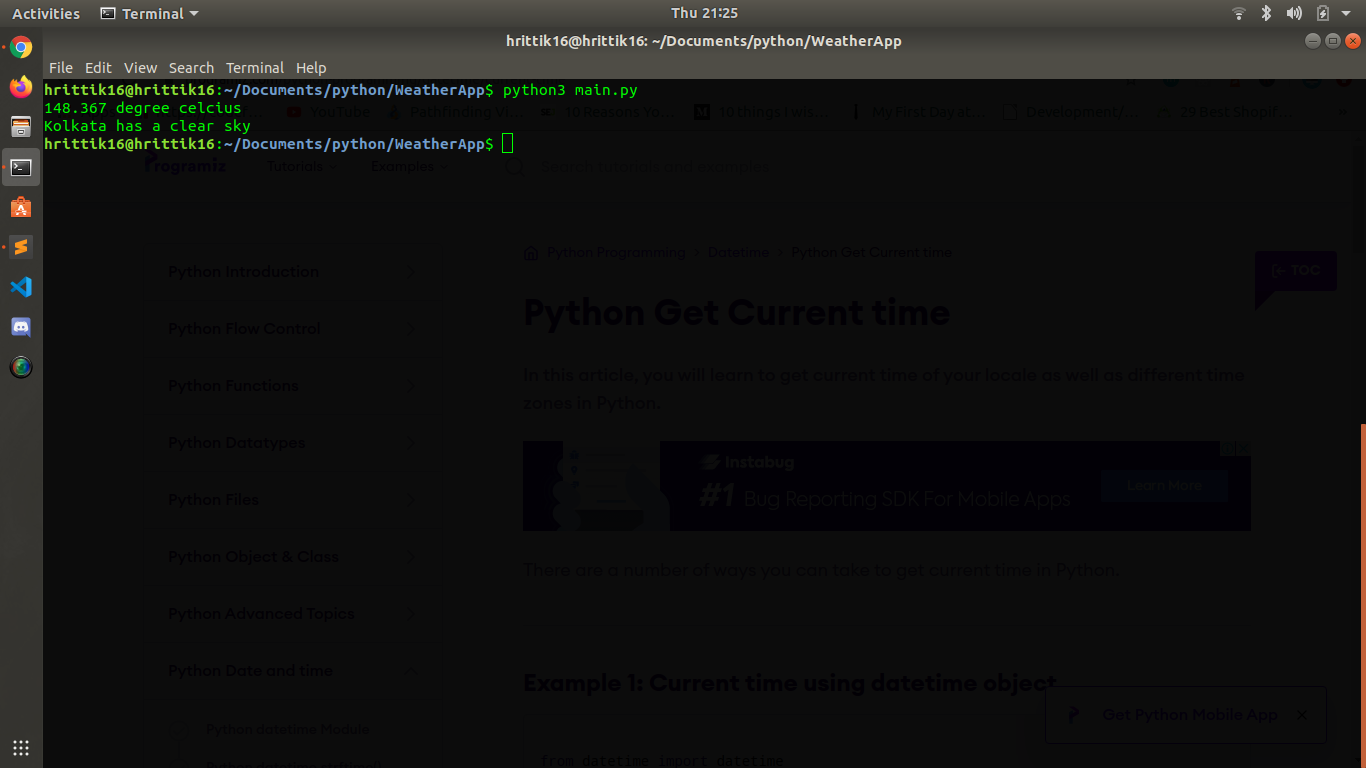 Activities
Terminal
Thu 21:25
hrittik16@hrittik16: ~/Documents/python/WeatherApp
File Edit View Search Terminal Help
hrittik16@hrittik16:~/Documents/python/WeatherApp$ python3 main.py
148.367 degree celcius
Kolkata has a clear sky
hrittik16@hrittik16:~/Documents/python/WeatherApp$
YouTube Pathfinding Vi… 10 Reasons Yo… 10 things I wis… My First Day at… Development/… 29 Best Shopif…
Programiz Tutorials Examples Search tutorials and examples
Python Programming Datetime Python Get Current time
Python Introduction
TOC
Python Get Current time
Python Flow Control
Python Functions
In this article, you will learn to get current time of your locale as well as different time
zones in Python.
Python Datatypes
Instabug
#1 Bug Reporting SDK For Mobile Apps
Learn More
Python Files
Python Object & Class
There are a number of ways you can take to get current time in Python.
Python Advanced Topics
Python Date and time
Example 1: Current time using datetime object
Get Python Mobile App
Python datetime Module
Python datetime.strftime()
from datetime import datetime